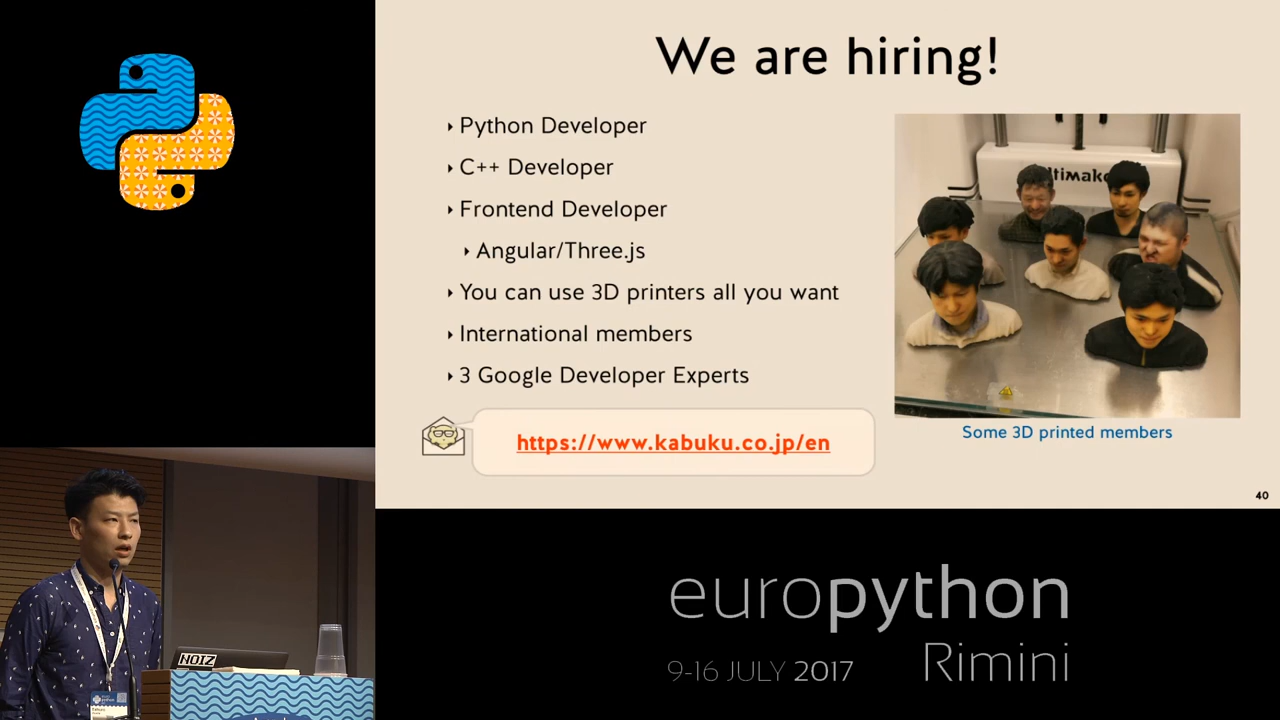 We are hiring!
Python Developer
C++ Developer
Frontend Developer
Angular/Three.js
You can use 3D printers all you want
International members
3 Google Developer Experts
https://www.kabuku.co.jp/en
Some 3D printed members
40
NOIZ
europython
Rimini
9-16 JULY 2017